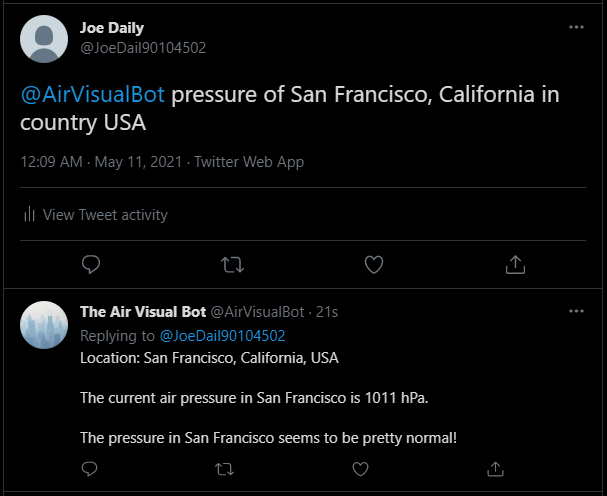 Joe Daily
@JoeDail90104502
@AirVisualBot pressure of San Francisco, California in
country USA
12:09 AM · May 11, 2021 · Twitter Web App
View Tweet activity
The Air Visual Bot @AirVisualBot · 21s
Replying to @JoeDail90104502
Location: San Francisco, California, USA
The current air pressure in San Francisco is 1011 hPa.
The pressure in San Francisco seems to be pretty normal!